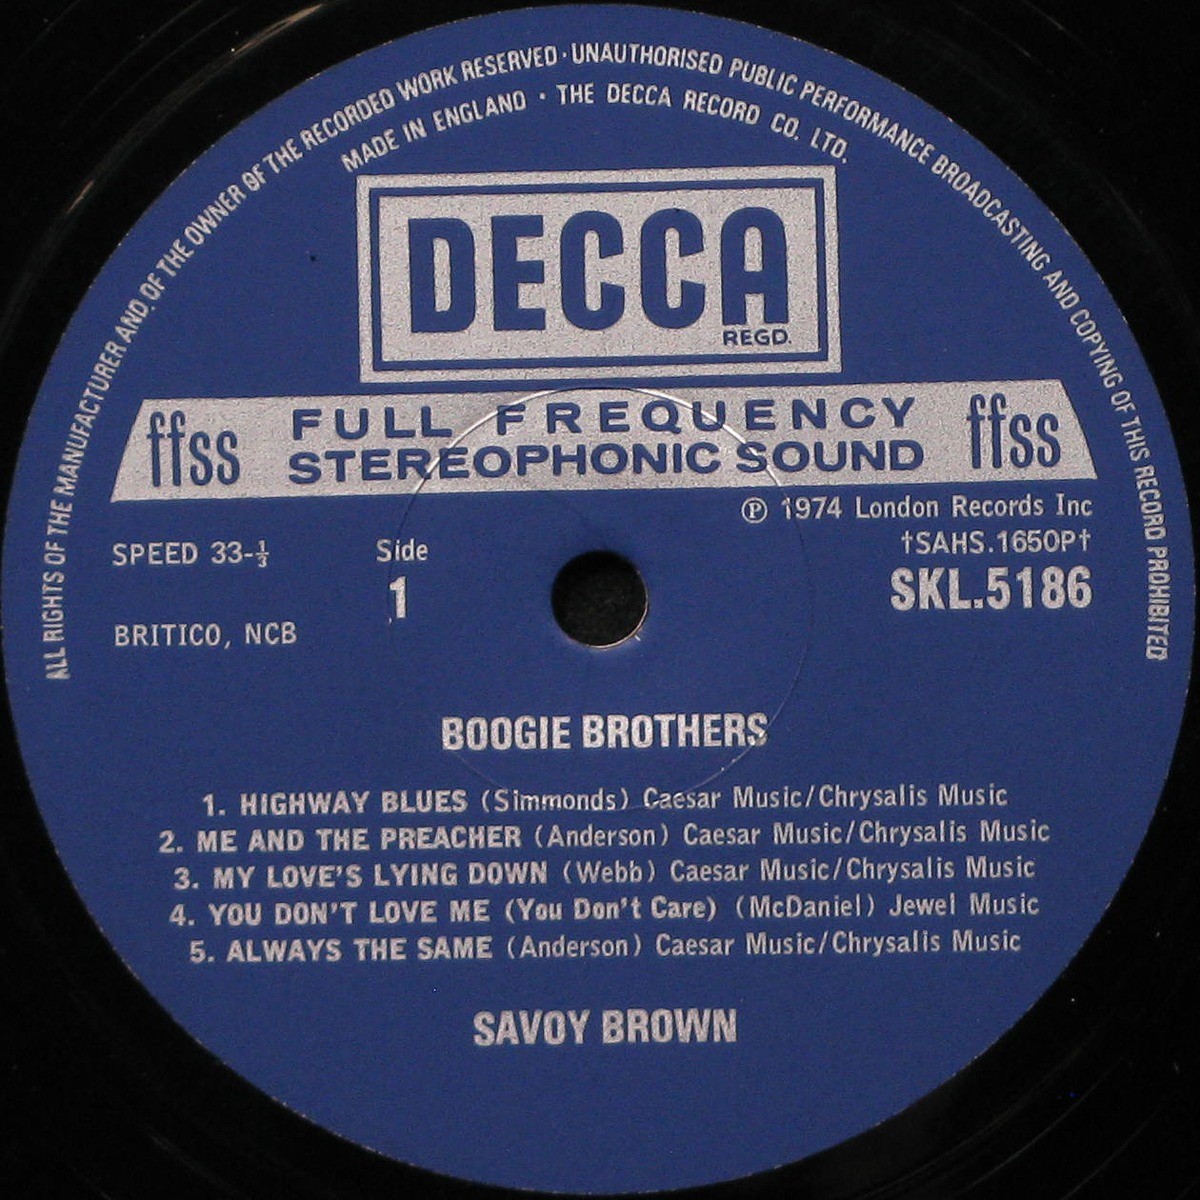 ALL RIGHTS OF THE MANUFACTURER AND OF THE OWNER OF THE RECORDED WORK RESERVED · UNAUTHORISED PUBLIC PERFORMANCE BROADCASTING AND COPYING OF THIS RECORD PROHIBITED
MADE IN ENGLAND · THE DECCA RECORD CO. LTD.
DECCA
REGD.
ffss FULL FREQUENCY ffss
STEREOPHONIC SOUND
Ⓟ 1974 London Records Inc
SPEED 33-⅓ Side †SAHS.1650P†
1 SKL.5186
BRITICO, NCB
BOOGIE BROTHERS
1. HIGHWAY BLUES (Simmonds) Caesar Music/Chrysalis Music
2. ME AND THE PREACHER (Anderson) Caesar Music/Chrysalis Music
3. MY LOVE'S LYING DOWN (Webb) Caesar Music/Chrysalis Music
4. YOU DON'T LOVE ME (You Don't Care) (McDaniel) Jewel Music
5. ALWAYS THE SAME (Anderson) Caesar Music/Chrysalis Music
SAVOY BROWN